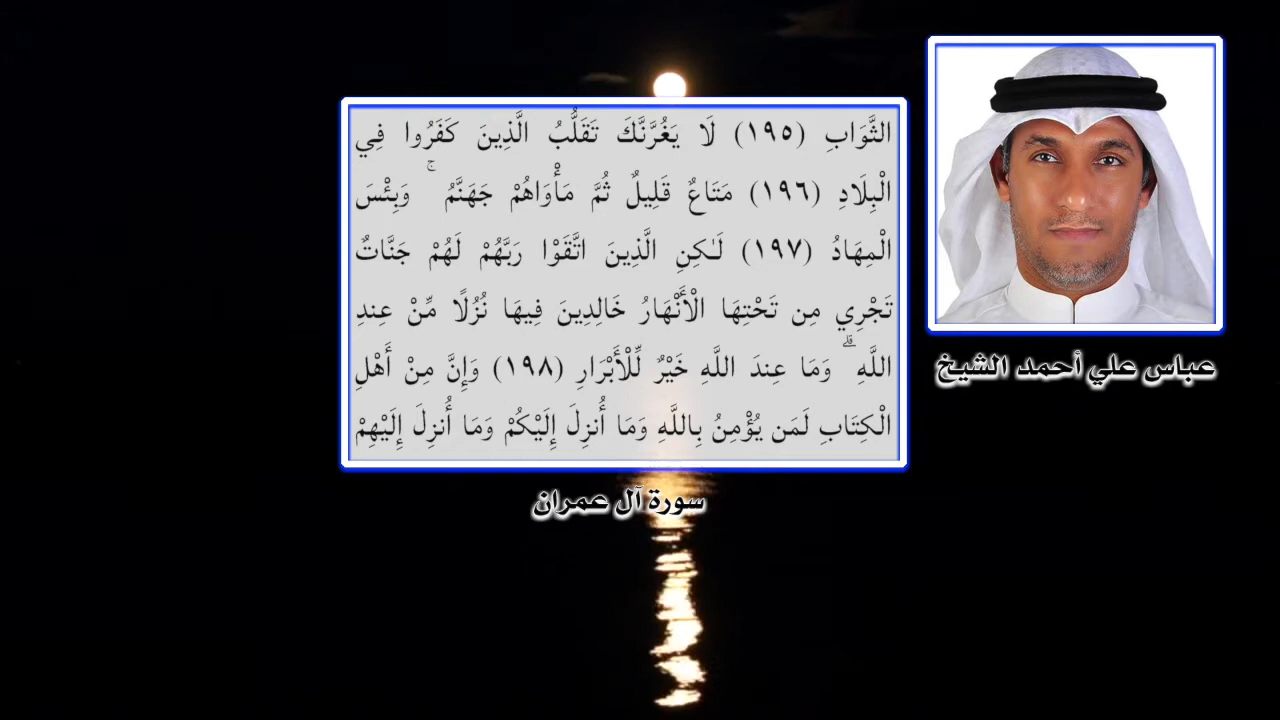 الثَّوَابِ (١٩٥) لَا يَغُرَّنَّكَ تَقَلُّبُ الَّذِينَ كَفَرُوا فِي
الْبِلَادِ (١٩٦) مَتَاعٌ قَلِيلٌ ثُمَّ مَأْوَاهُمْ جَهَنَّمُ ۚ وَبِئْسَ
الْمِهَادُ (١٩٧) لَـٰكِنِ الَّذِينَ اتَّقَوْا رَبَّهُمْ لَهُمْ جَنَّاتٌ
تَجْرِي مِن تَحْتِهَا الْأَنْهَارُ خَالِدِينَ فِيهَا نُزُلًا مِّنْ عِندِ
اللَّهِ ۗ وَمَا عِندَ اللَّهِ خَيْرٌ لِّلْأَبْرَارِ (١٩٨) وَإِنَّ مِنْ أَهْلِ
الْكِتَابِ لَمَن يُؤْمِنُ بِاللَّهِ وَمَا أُنزِلَ إِلَيْكُمْ وَمَا أُنزِلَ إِلَيْهِمْ
سورة آل عمران
عباس علي أحمد الشيخ